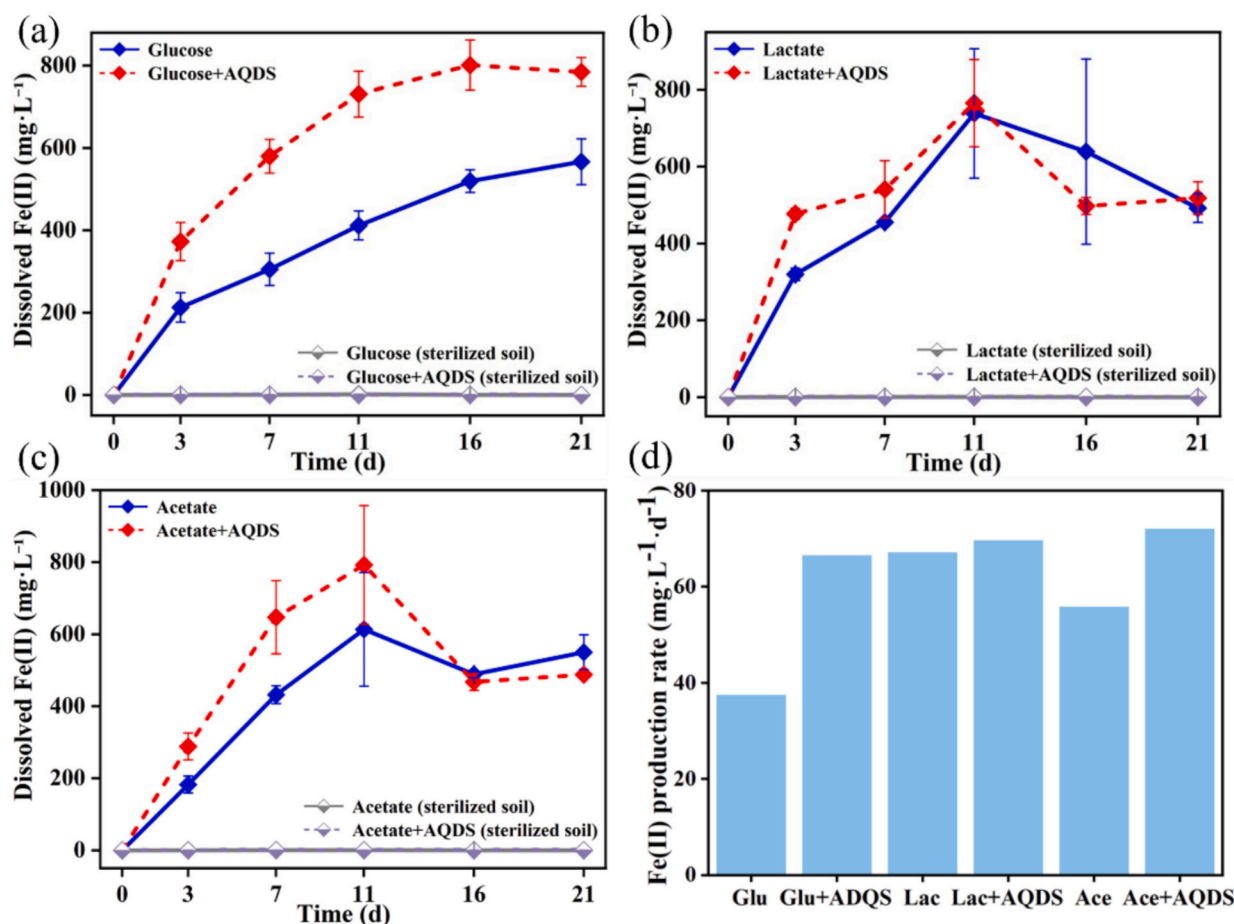 (a)
Glucose
Glucose+AQDS
Dissolved Fe(II) (mg·L⁻¹)
800
600
400
200
0
Glucose (sterilized soil)
Glucose+AQDS (sterilized soil)
0 3 7 11 16 21
Time (d)
(b)
Lactate
Lactate+AQDS
Dissolved Fe(II) (mg·L⁻¹)
800
600
400
200
0
Lactate (sterilized soil)
Lactate+AQDS (sterilized soil)
0 3 7 11 16 21
Time (d)
(c)
Acetate
Acetate+AQDS
Dissolved Fe(II) (mg·L⁻¹)
1000
800
600
400
200
0
Acetate (sterilized soil)
Acetate+AQDS (sterilized soil)
0 3 7 11 16 21
Time (d)
(d)
Fe(II) production rate (mg·L⁻¹·d⁻¹)
80
60
40
20
0
Glu Glu+ADQS Lac Lac+AQDS Ace Ace+AQDS